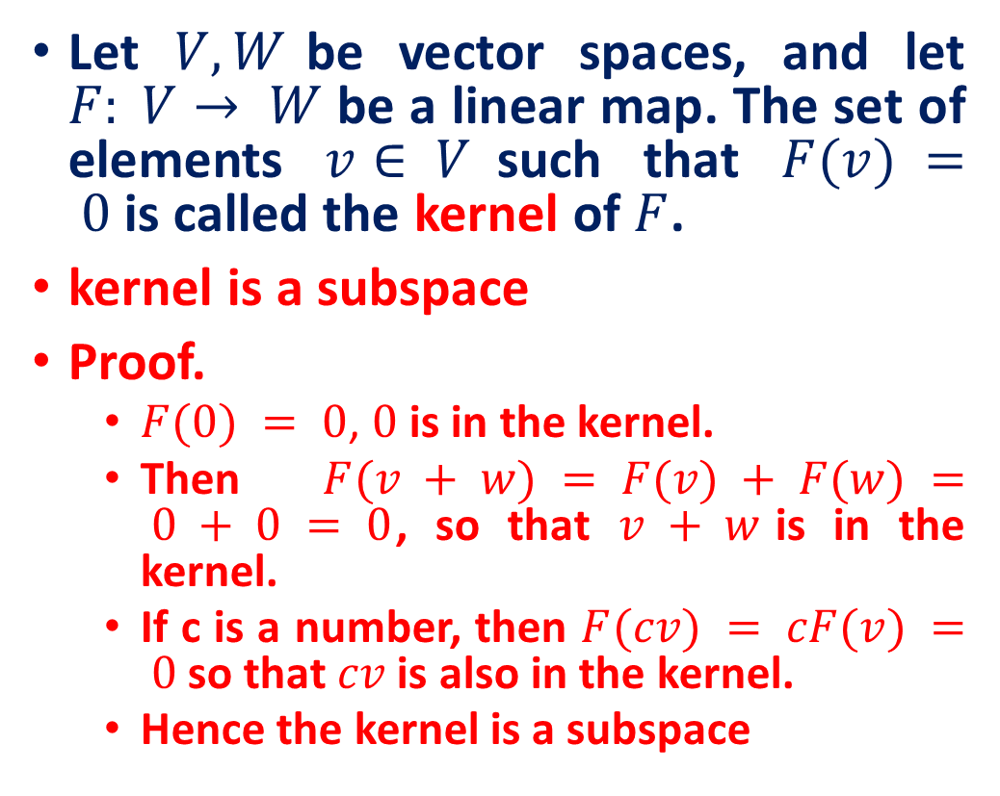 • Let 𝑉, 𝑊 be vector spaces, and let
𝐹: 𝑉 → 𝑊 be a linear map. The set of
elements 𝑣 ∈ 𝑉 such that 𝐹(𝑣) =
0 is called the kernel of 𝐹.
• kernel is a subspace
• Proof.
• 𝐹(0) = 0, 0 is in the kernel.
• Then 𝐹(𝑣 + 𝑤) = 𝐹(𝑣) + 𝐹(𝑤) =
0 + 0 = 0, so that 𝑣 + 𝑤 is in the
kernel.
• If c is a number, then 𝐹(𝑐𝑣) = 𝑐𝐹(𝑣) =
0 so that 𝑐𝑣 is also in the kernel.
• Hence the kernel is a subspace